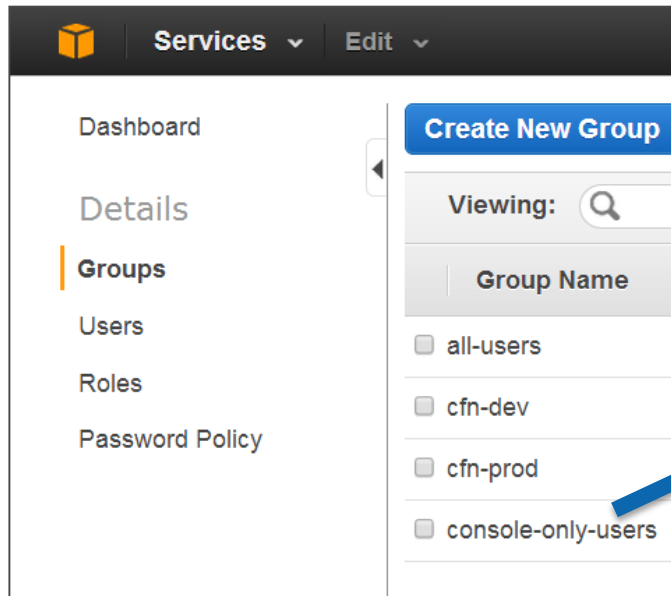 Services Edit
Dashboard
Details
Groups
Users
Roles
Password Policy
Create New Group
Viewing:
Group Name
all-users
cfn-dev
cfn-prod
console-only-users